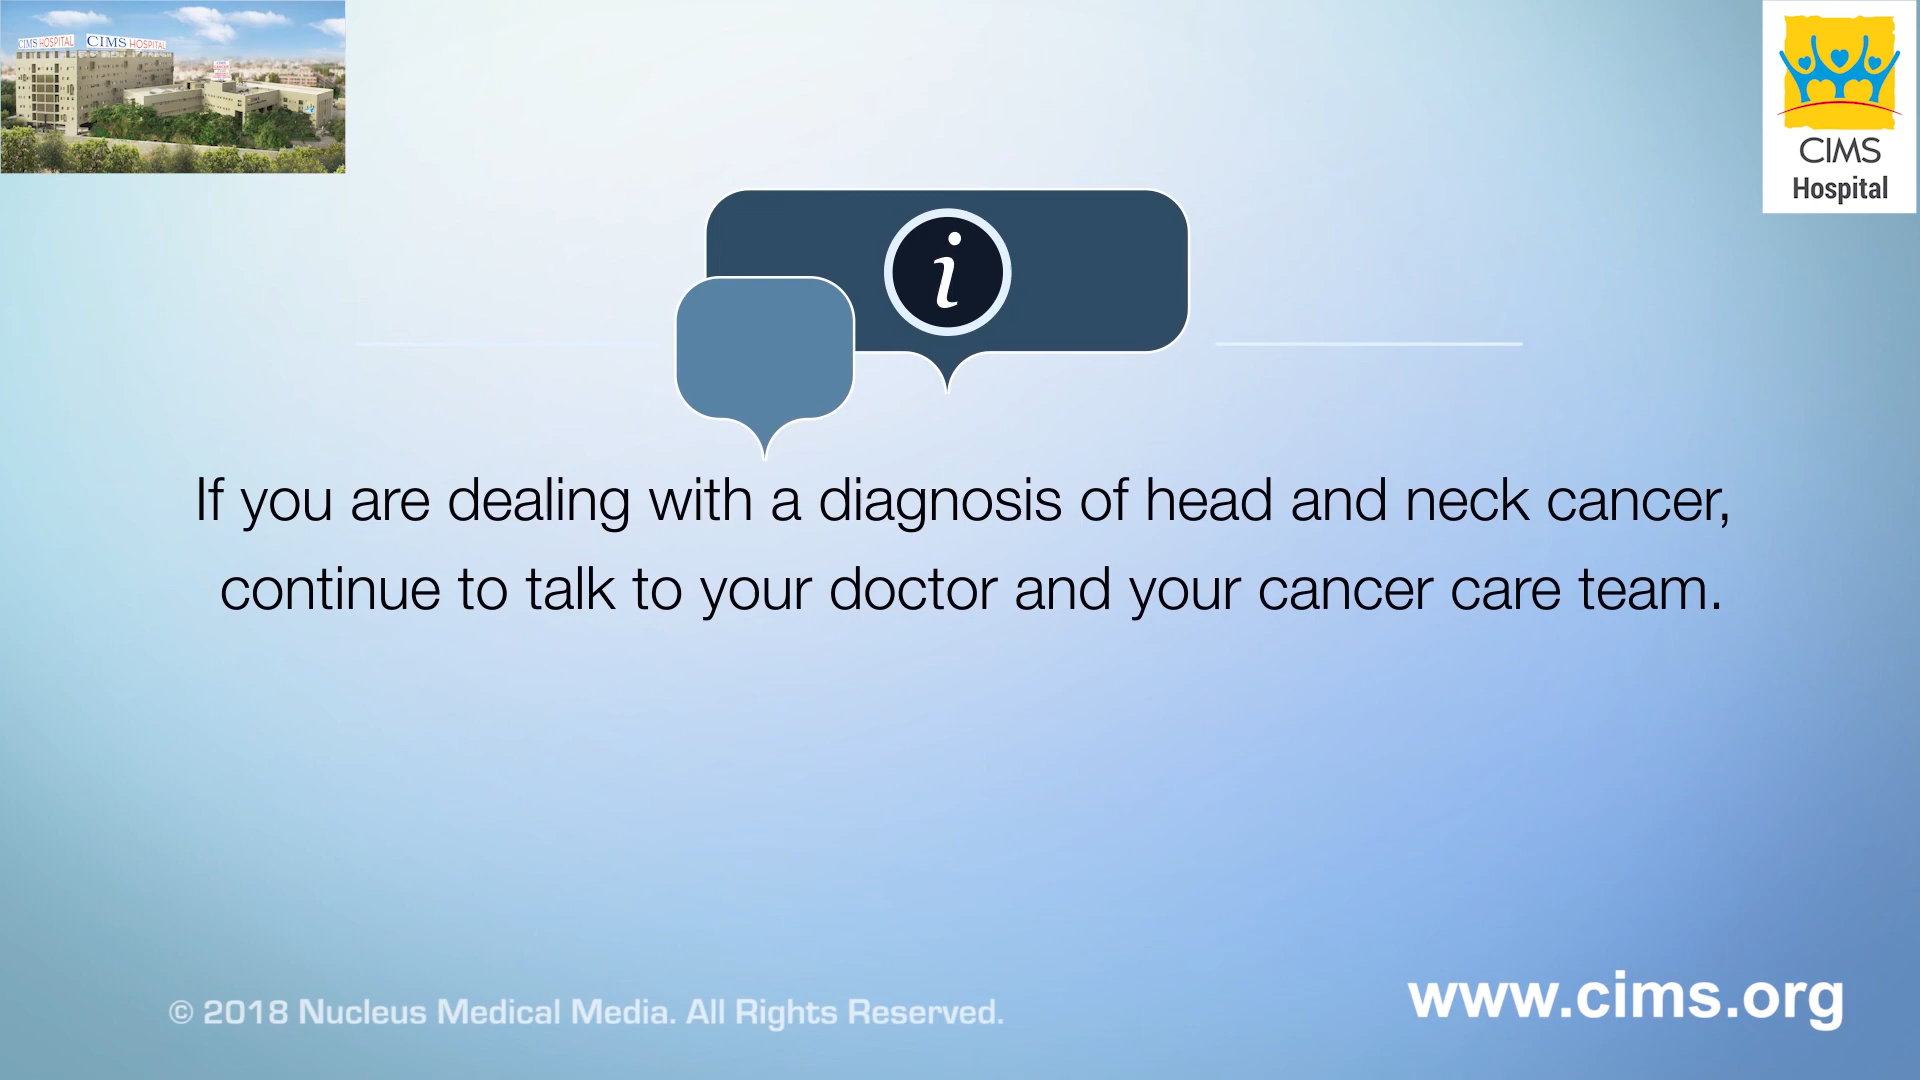 CIMS HOSPITAL CIMS HOSPITAL
CIMS
Hospital
i
If you are dealing with a diagnosis of head and neck cancer,
continue to talk to your doctor and your cancer care team.
© 2018 Nucleus Medical Media. All Rights Reserved.
www.cims.org